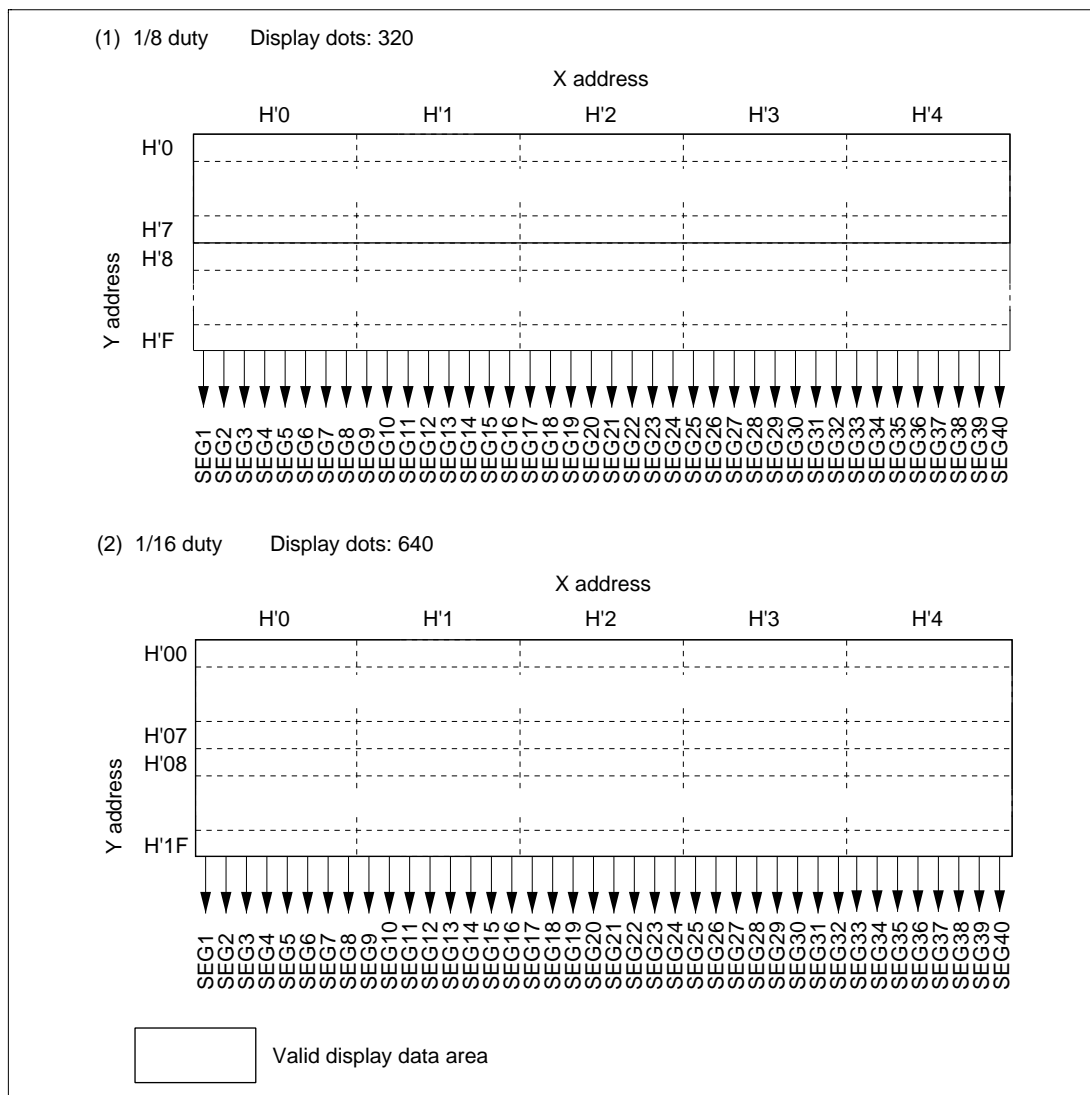 (1) 1/8 duty Display dots: 320
X address
H'0 H'1 H'2 H'3 H'4
Y address
H'0
H'7
H'8
H'F
SEG1 SEG2 SEG3 SEG4 SEG5 SEG6 SEG7 SEG8 SEG9 SEG10 SEG11 SEG12 SEG13 SEG14 SEG15 SEG16 SEG17 SEG18 SEG19 SEG20 SEG21 SEG22 SEG23 SEG24 SEG25 SEG26 SEG27 SEG28 SEG29 SEG30 SEG31 SEG32 SEG33 SEG34 SEG35 SEG36 SEG37 SEG38 SEG39 SEG40
(2) 1/16 duty Display dots: 640
X address
H'0 H'1 H'2 H'3 H'4
Y address
H'00
H'07
H'08
H'1F
SEG1 SEG2 SEG3 SEG4 SEG5 SEG6 SEG7 SEG8 SEG9 SEG10 SEG11 SEG12 SEG13 SEG14 SEG15 SEG16 SEG17 SEG18 SEG19 SEG20 SEG21 SEG22 SEG23 SEG24 SEG25 SEG26 SEG27 SEG28 SEG29 SEG30 SEG31 SEG32 SEG33 SEG34 SEG35 SEG36 SEG37 SEG38 SEG39 SEG40
Valid display data area